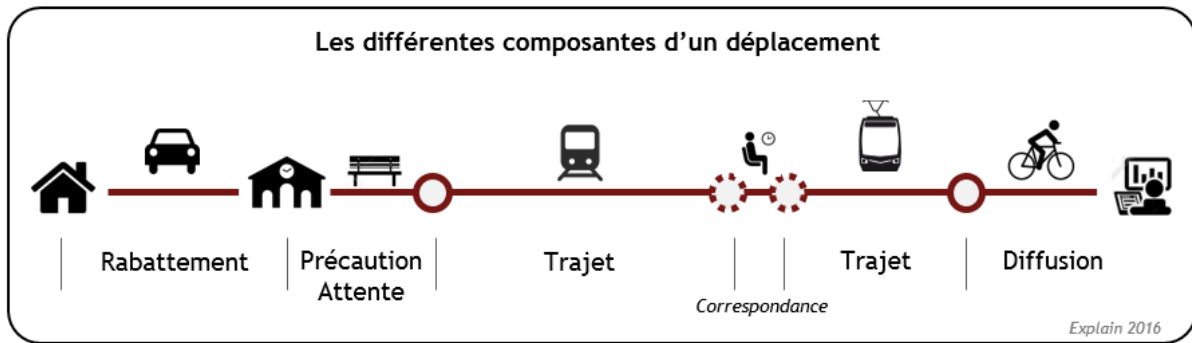 Les différentes composantes d'un déplacement
Rabattement
Précaution
Attente
Trajet
Correspondance
Trajet
Diffusion
Explain 2016